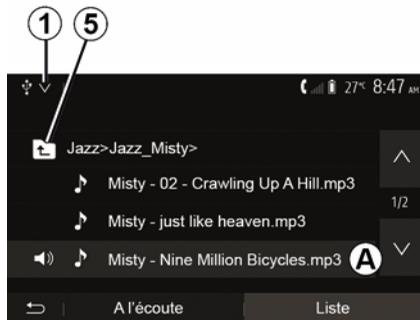 1 5
27°C 8:47 AM
Jazz>Jazz_Misty>
Misty - 02 - Crawling Up A Hill.mp3
1/2
Misty - just like heaven.mp3
Misty - Nine Million Bicycles.mp3 A
A l'écoute Liste